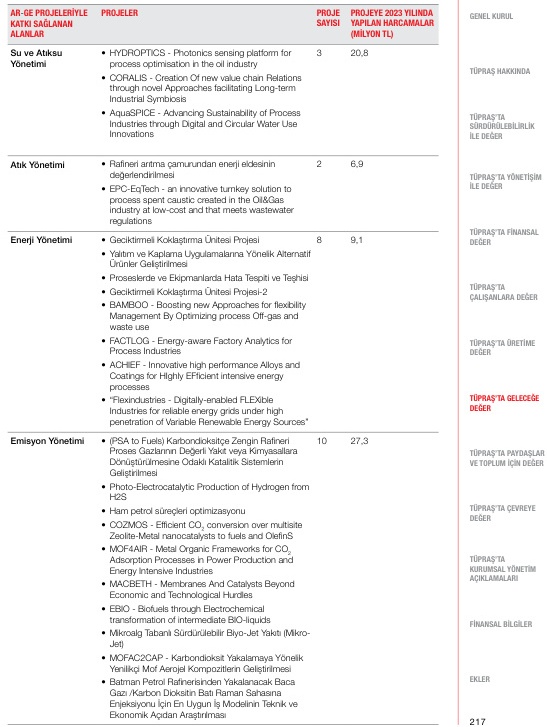 AR-GE PROJELERİYLE KATKI SAĞLANAN ALANLAR
PROJELER
PROJE SAYISI
PROJEYE 2023 YILINDA YAPILAN HARCAMALAR (MİLYON TL)
Su ve Atıksu Yönetimi
• HYDROPTICS - Photonics sensing platform for
process optimisation in the oil industry
• CORALIS - Creation Of new value chain Relations
through novel Approaches facilitating Long-term
Industrial Symbiosis
• AquaSPICE - Advancing Sustainability of Process
Industries through Digital and Circular Water Use
Innovations
3
20,8
Atık Yönetimi
• Rafineri arıtma çamurundan enerji eldesinin
değerlendirilmesi
• EPC-EqTech - an innovative turnkey solution to
process spent caustic created in the Oil&Gas
industry at low-cost and that meets wastewater
regulations
2
6,9
Enerji Yönetimi
• Geciktirmeli Koklaştırma Ünitesi Projesi
• Yalıtım ve Kaplama Uygulamalarına Yönelik Alternatif
Ürünler Geliştirilmesi
• Proseslerde ve Ekipmanlarda Hata Tespiti ve Teşhisi
• Geciktirmeli Koklaştırma Ünitesi Projesi-2
• BAMBOO - Boosting new Approaches for flexibility
Management By Optimizing process Off-gas and
waste use
• FACTLOG - Energy-aware Factory Analytics for
Process Industries
• ACHIEF - Innovative high performance Alloys and
Coatings for HIghly EFficient intensive energy
processes
• “Flexindustries - Digitally-enabled FLEXible
Industries for reliable energy grids under high
penetration of Variable Renewable Energy Sources”
8
9,1
Emisyon Yönetimi
• (PSA to Fuels) Karbondioksitçe Zengin Rafineri
Proses Gazlarının Değerli Yakıt veya Kimyasallara
Dönüştürülmesine Odaklı Katalitik Sistemlerin
Geliştirilmesi
• Photo-Electrocatalytic Production of Hydrogen from
H2S
• Ham petrol süreçleri optimizasyonu
• COZMOS - Efficient CO2 conversion over multisite
Zeolite-Metal nanocatalysts to fuels and OlefinS
• MOF4AIR - Metal Organic Frameworks for CO2
Adsorption Processes in Power Production and
Energy Intensive Industries
• MACBETH - Membranes And Catalysts Beyond
Economic and Technological Hurdles
• EBIO - Biofuels through Electrochemical
transformation of intermediate BIO-liquids
• Mikroalg Tabanlı Sürdürülebilir Biyo-Jet Yakıtı (Mikro-
Jet)
• MOFAC2CAP - Karbondioksit Yakalamaya Yönelik
Yenilikçi Mof Aerojel Kompozitlerin Geliştirilmesi
• Batman Petrol Rafinerisinden Yakalanacak Baca
Gazı /Karbon Dioksitin Batı Raman Sahasına
Enjeksiyonu İçin En Uygun İş Modelinin Teknik ve
Ekonomik Açıdan Araştırılması
10
27,3
GENEL KURUL
TÜPRAŞ HAKKINDA
TÜPRAŞ'TA
SÜRDÜRÜLEBİLİRLİK
İLE DEĞER
TÜPRAŞ'TA YÖNETİŞİM
İLE DEĞER
TÜPRAŞ'TA FİNANSAL
DEĞER
TÜPRAŞ'TA
ÇALIŞANLARA DEĞER
TÜPRAŞ'TA ÜRETİME
DEĞER
TÜPRAŞ'TA GELECEĞE
DEĞER
TÜPRAŞ'TA PAYDAŞLAR
VE TOPLUM İÇİN DEĞER
TÜPRAŞ'TA ÇEVREYE
DEĞER
TÜPRAŞ'TA
KURUMSAL YÖNETİM
AÇIKLAMALARI
FİNANSAL BİLGİLER
EKLER
217